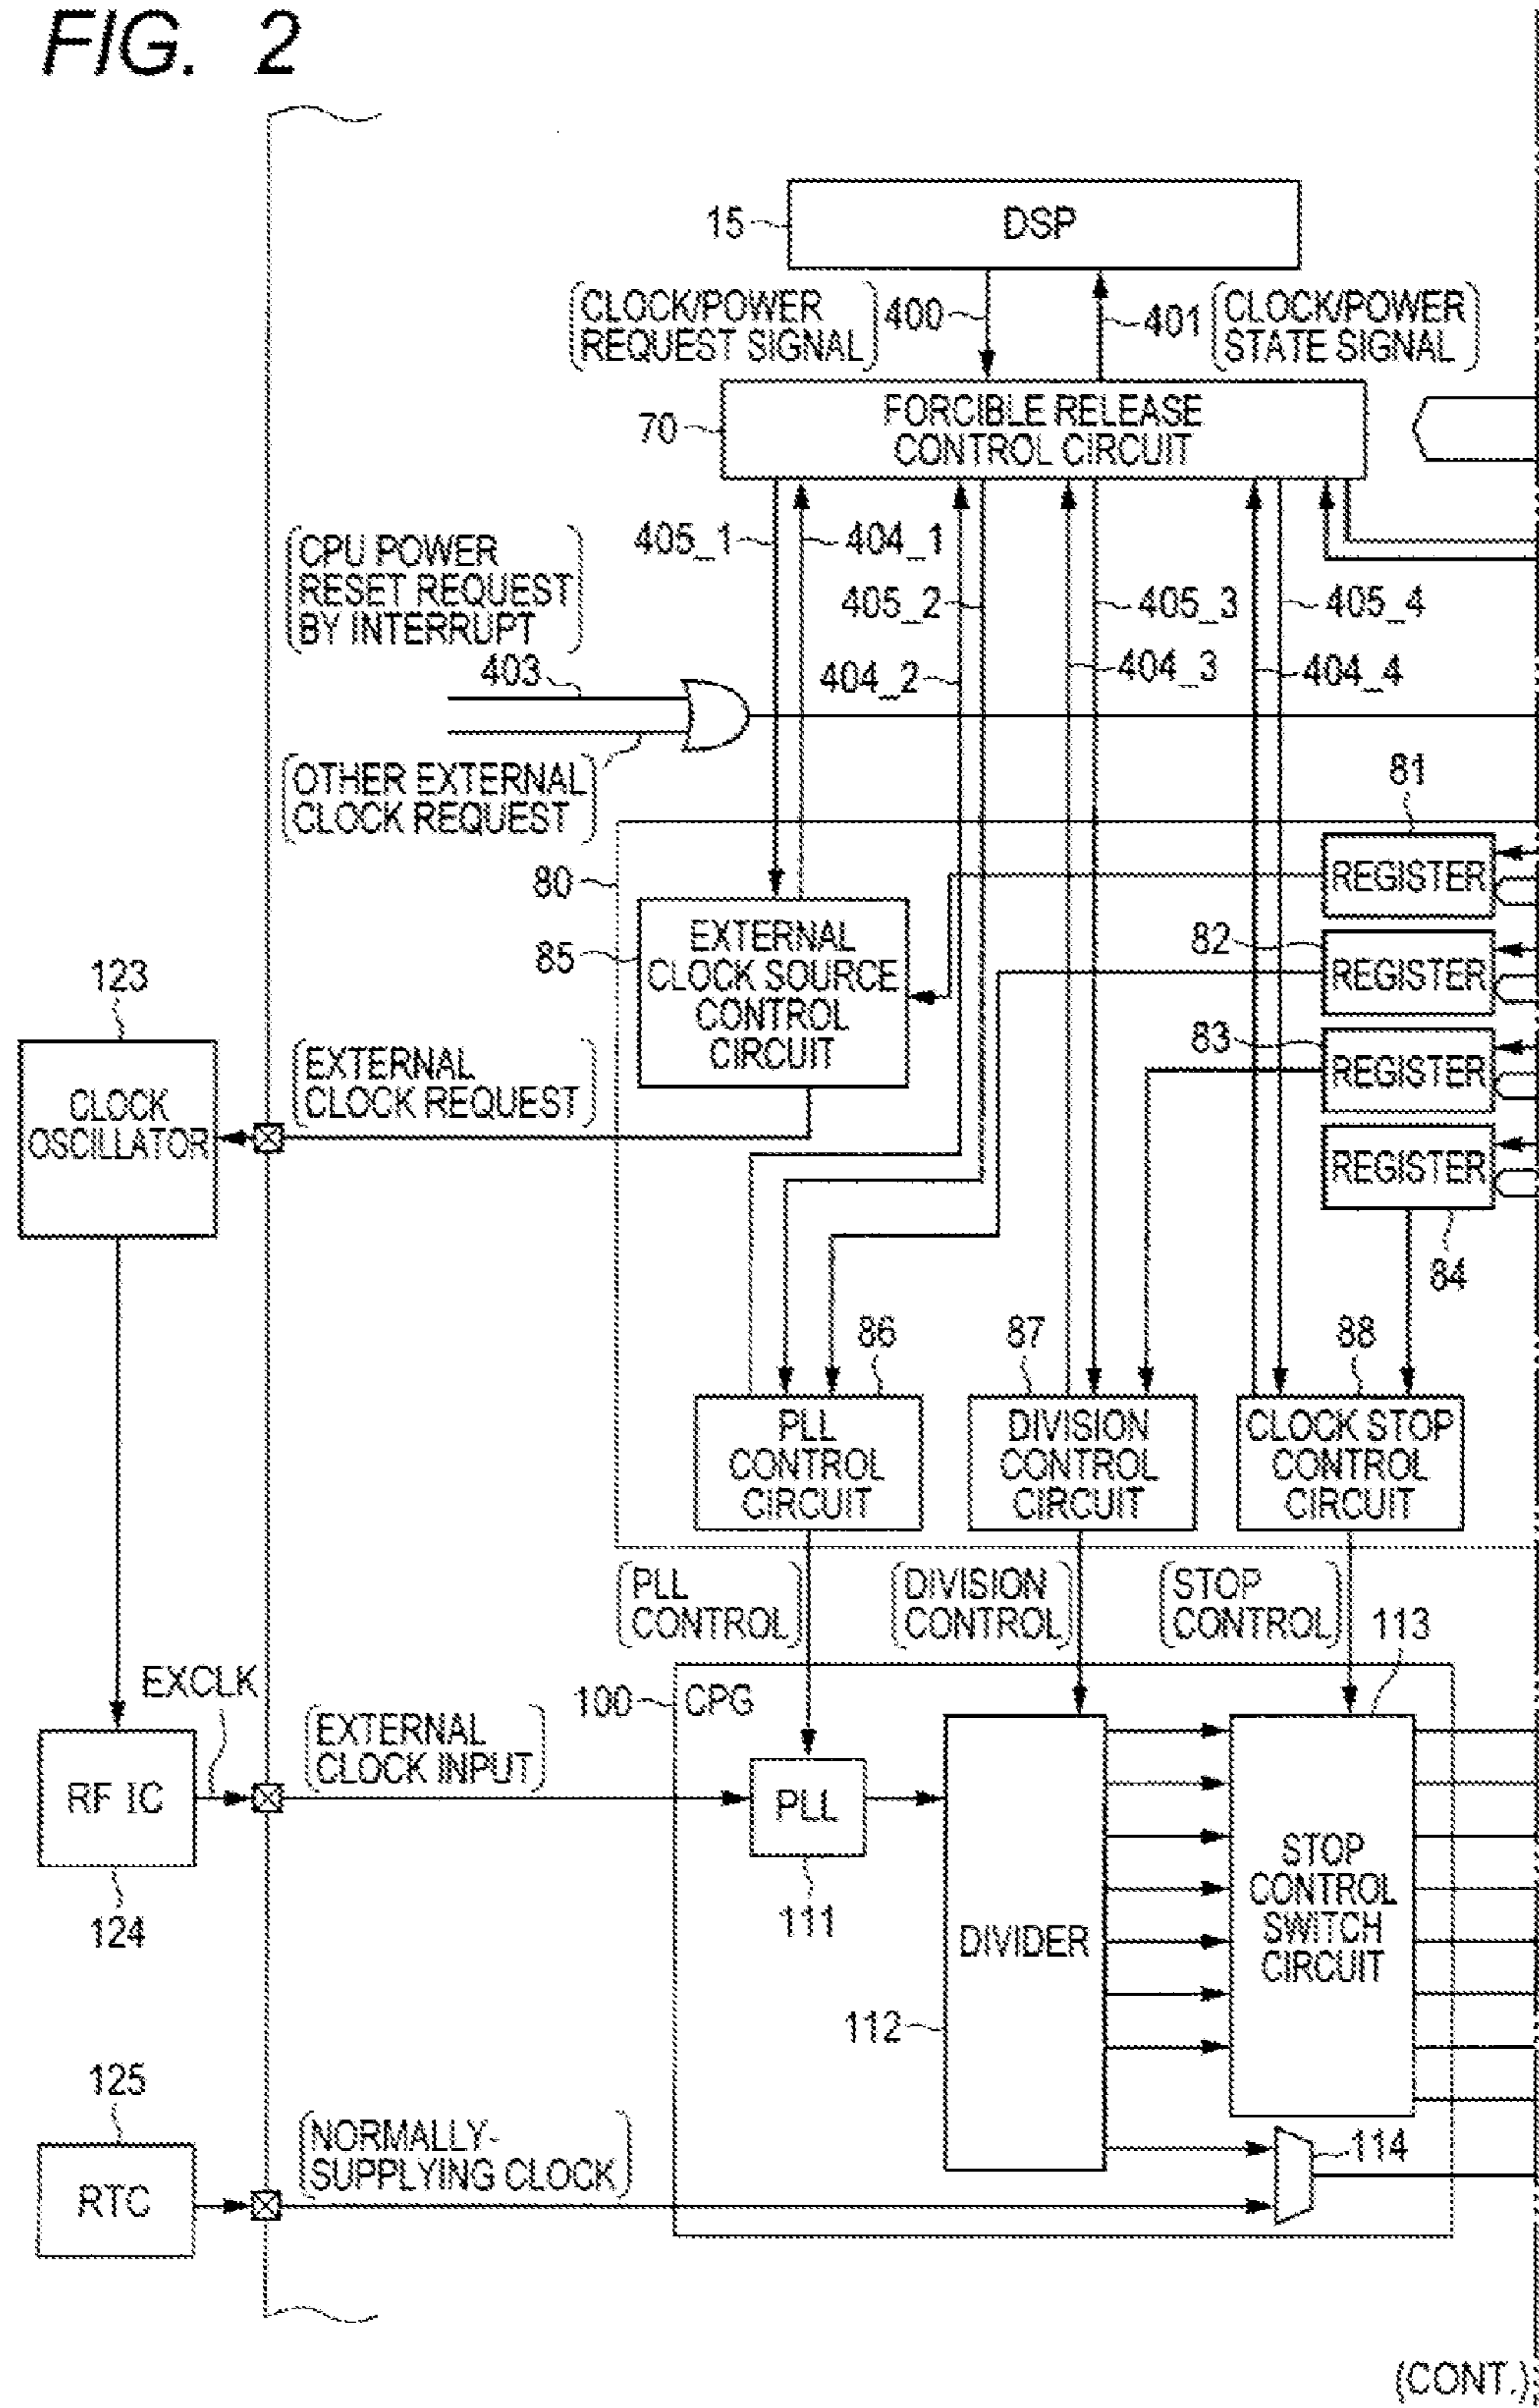 FIG. 2
15
DSP
CLOCK/POWER
REQUEST SIGNAL
400
401
CLOCK/POWER
STATE SIGNAL
70
FORCIBLE RELEASE
CONTROL CIRCUIT
CPU POWER
RESET REQUEST
BY INTERRUPT
405_1
404_1
405_2
405_3
405_4
403
404_2
404_3
404_4
OTHER EXTERNAL
CLOCK REQUEST
81
80
REGISTER
85
EXTERNAL
CLOCK SOURCE
CONTROL
CIRCUIT
82
REGISTER
123
83
REGISTER
CLOCK
OSCILLATOR
EXTERNAL
CLOCK REQUEST
REGISTER
84
86
87
88
PLL
CONTROL
CIRCUIT
DIVISION
CONTROL
CIRCUIT
CLOCK STOP
CONTROL
CIRCUIT
PLL
CONTROL
DIVISION
CONTROL
STOP
CONTROL
113
EXCLK
100
CPG
RF IC
EXTERNAL
CLOCK INPUT
PLL
124
111
DIVIDER
STOP
CONTROL
SWITCH
CIRCUIT
112
125
RTC
NORMALLY-
SUPPLYING CLOCK
114
(CONT.)